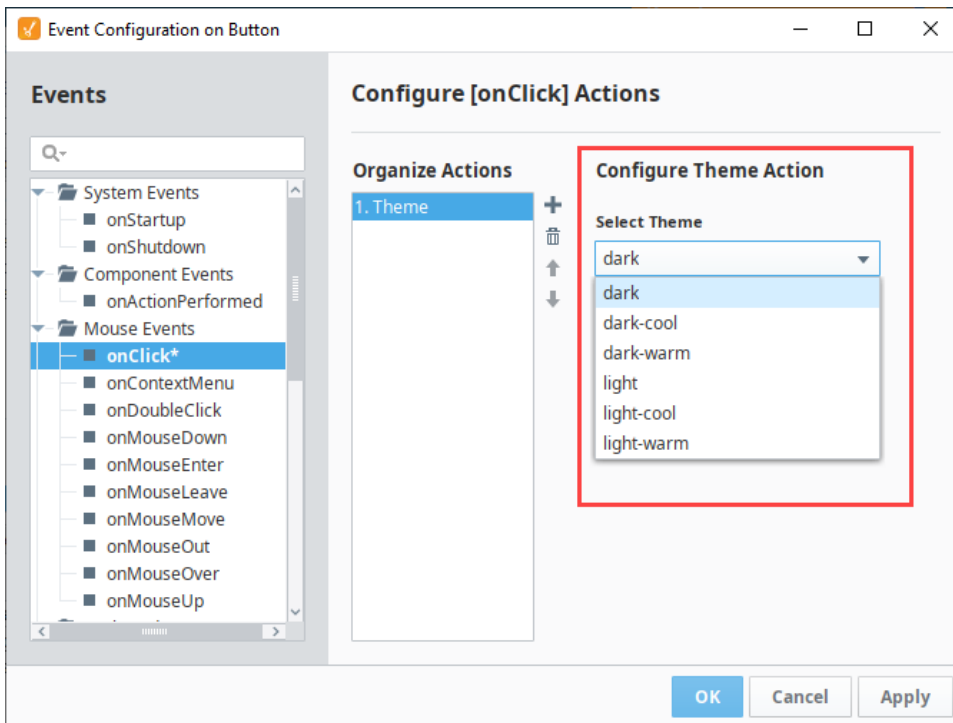 Event Configuration on Button
Events
System Events
onStartup
onShutdown
Component Events
onActionPerformed
Mouse Events
onClick*
onContextMenu
onDoubleClick
onMouseDown
onMouseEnter
onMouseLeave
onMouseMove
onMouseOut
onMouseOver
onMouseUp
Configure [onClick] Actions
Organize Actions
1. Theme
Configure Theme Action
Select Theme
dark
dark
dark-cool
dark-warm
light
light-cool
light-warm
OK
Cancel
Apply